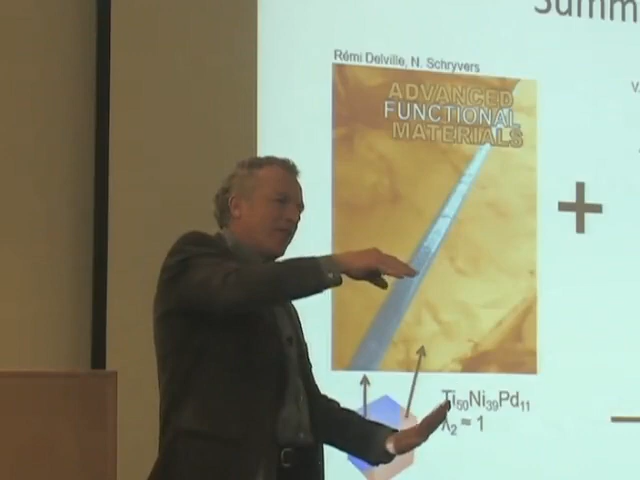 Summ
Rémi Delville, N. Schryvers
ADVANCED
FUNCTIONAL
MATERIALS
+
Ti₅₀Ni₃₉Pd₁₁
λ₂ ≈ 1